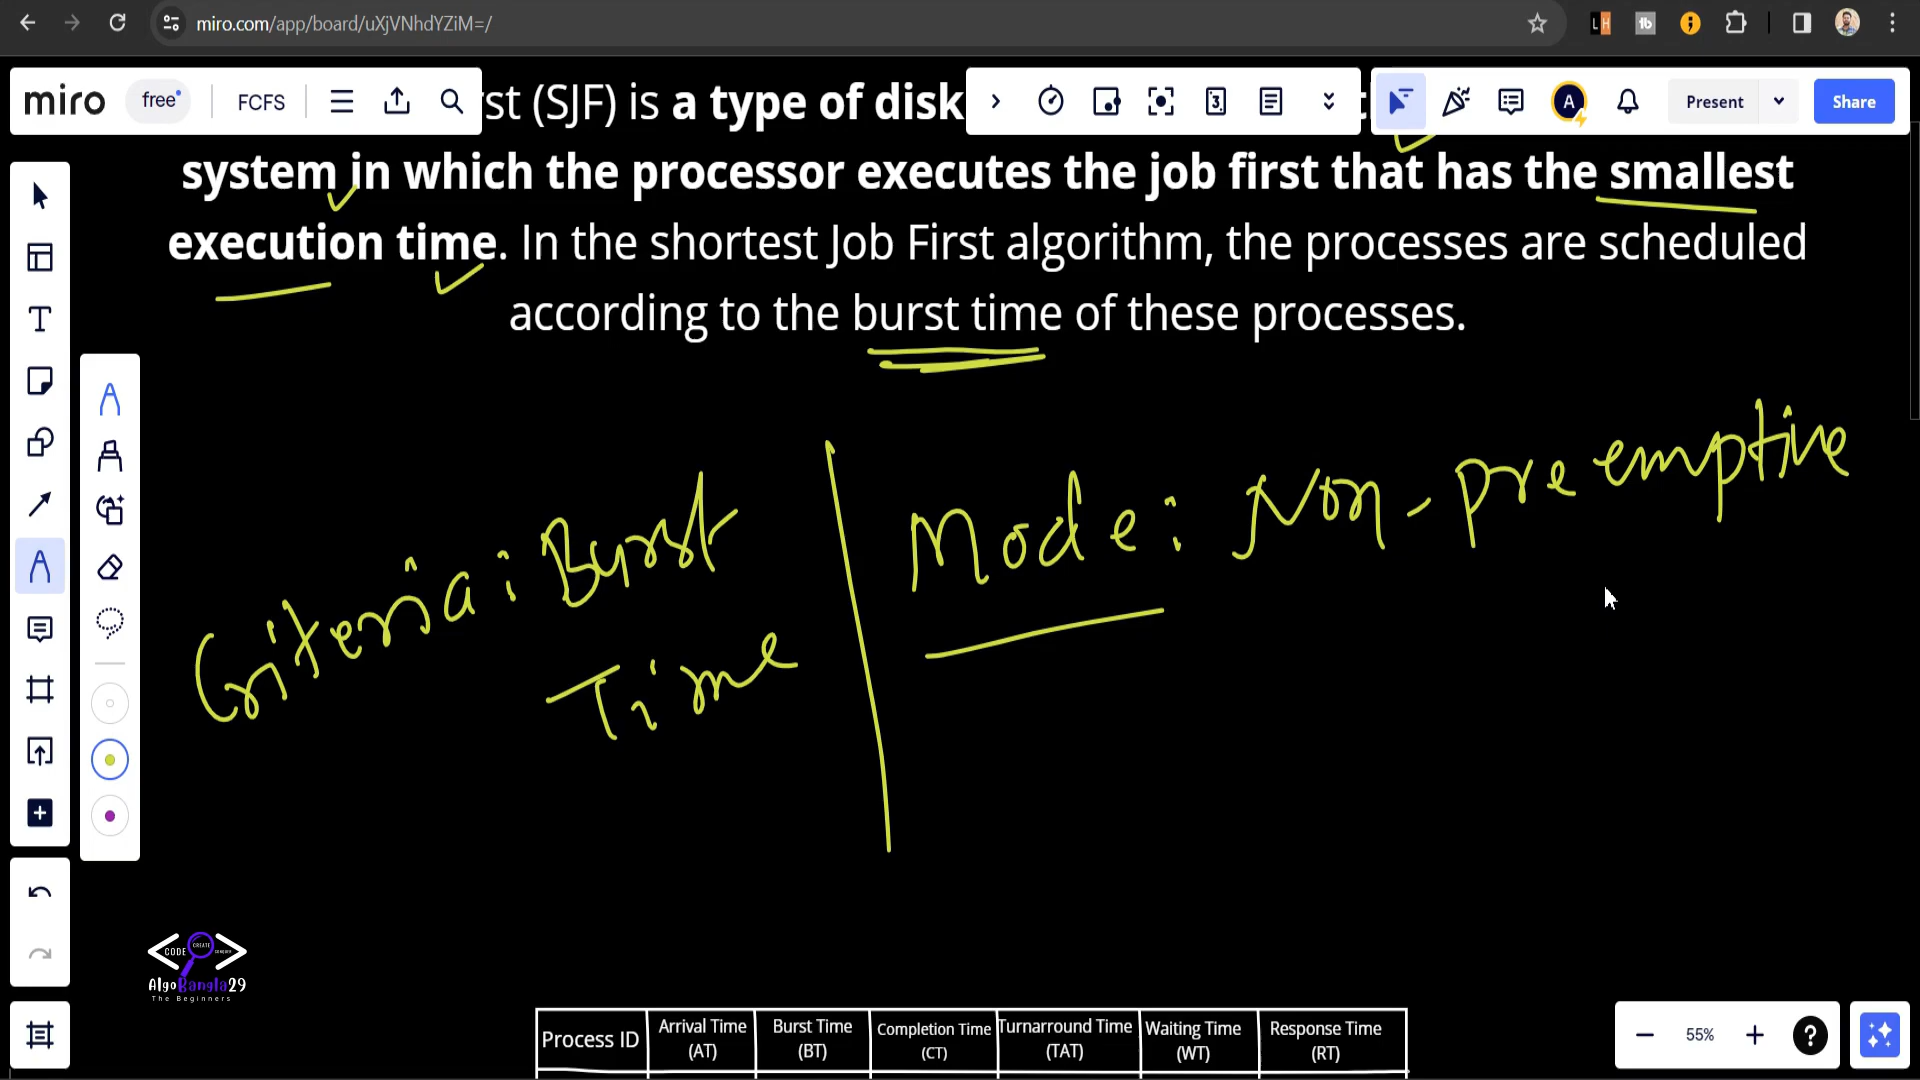 miro.com/app/board/uXjVNhdYZiM=/
miro free FCFS
Present Share
st (SJF) is a type of disk
system in which the processor executes the job first that has the smallest
execution time. In the shortest Job First algorithm, the processes are scheduled
according to the burst time of these processes.
Criteria: Burst
Time
Mode: Non-preemptive
CODE CREATE
AlgoBangla29
The Beginners
Process ID Arrival Time (AT) Burst Time (BT) Completion Time (CT) Turnarround Time (TAT) Waiting Time (WT) Response Time (RT)
55%